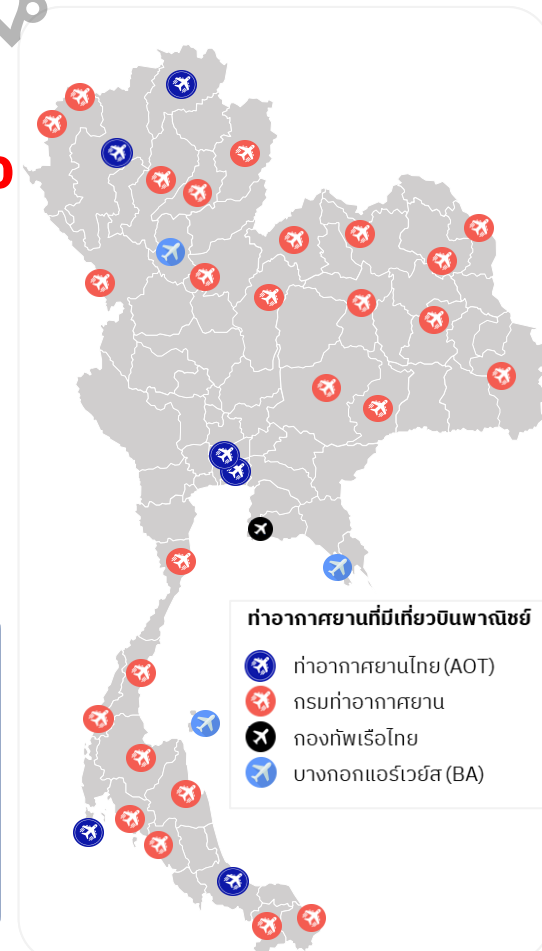 ท่าอากาศยานที่มีเที่ยวบินพาณิชย์
ท่าอากาศยานไทย (AOT)
กรมท่าอากาศยาน
กองทัพเรือไทย
บางกอกแอร์เวย์ส (BA)